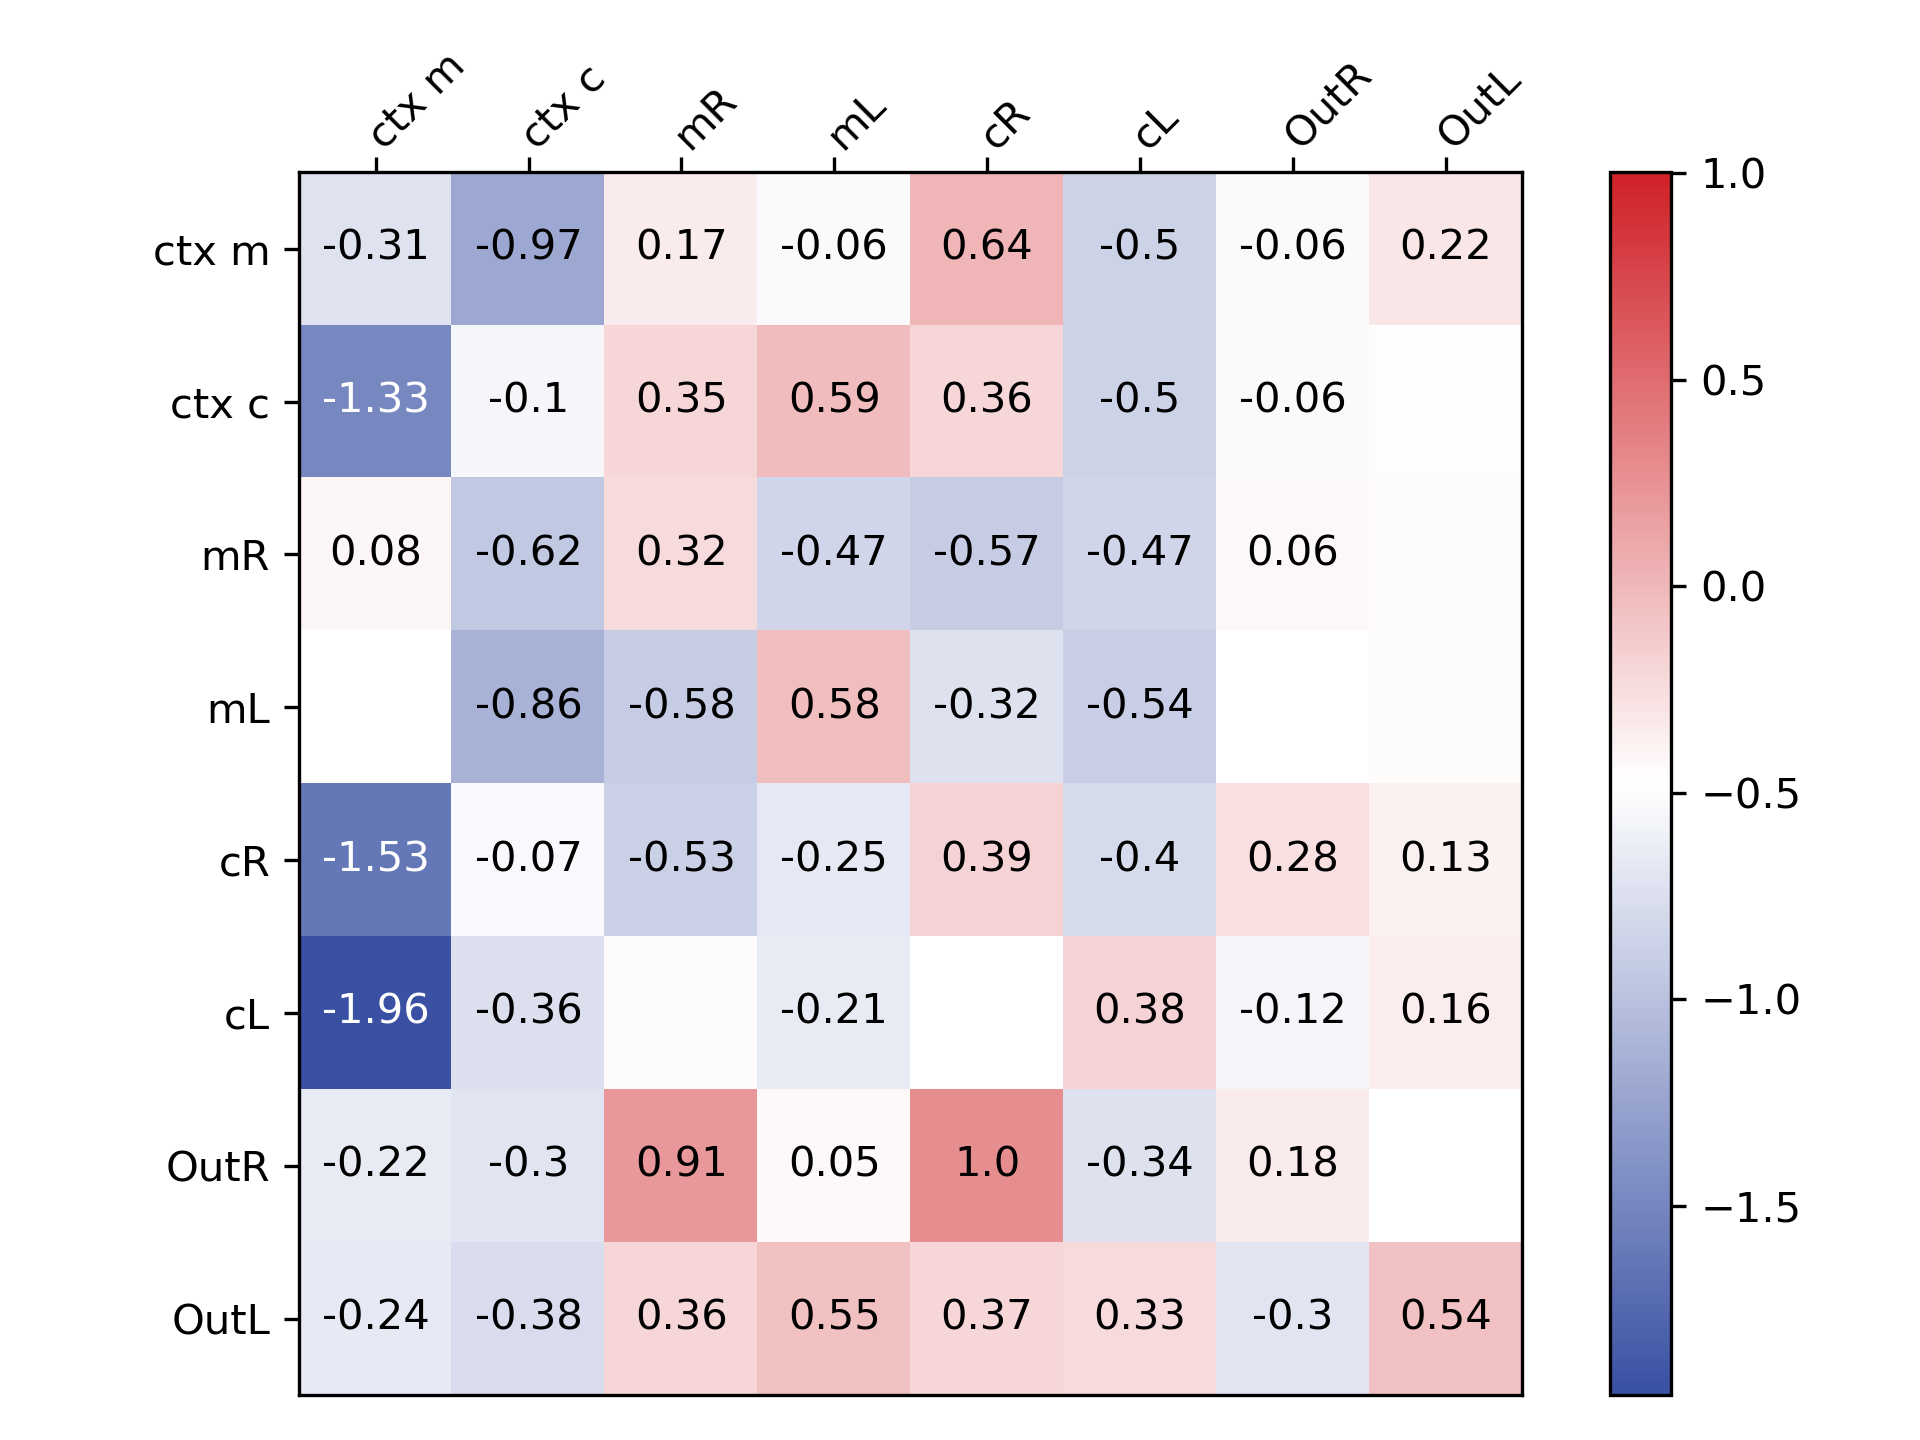 ctx m ctx c mR mL cR cL OutR OutL
ctx m -0.31 -0.97 0.17 -0.06 0.64 -0.5 -0.06 0.22
ctx c -1.33 -0.1 0.35 0.59 0.36 -0.5 -0.06
mR 0.08 -0.62 0.32 -0.47 -0.57 -0.47 0.06
mL -0.86 -0.58 0.58 -0.32 -0.54
cR -1.53 -0.07 -0.53 -0.25 0.39 -0.4 0.28 0.13
cL -1.96 -0.36 -0.21 0.38 -0.12 0.16
OutR -0.22 -0.3 0.91 0.05 1.0 -0.34 0.18
OutL -0.24 -0.38 0.36 0.55 0.37 0.33 -0.3 0.54
1.0
0.5
0.0
−0.5
−1.0
−1.5